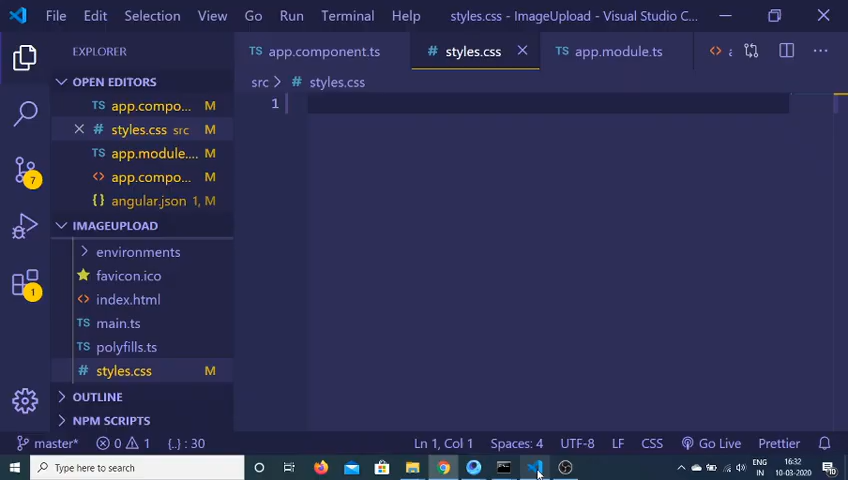 File Edit Selection View Go Run Terminal Help styles.css - ImageUpload - Visual Studio C...
EXPLORER
TS app.component.ts # styles.css TS app.module.ts <> a
OPEN EDITORS
src > # styles.css
TS app.compo... M
1
# styles.css src M
TS app.module.... M
<> app.compo... M
7
{} angular.json 1, M
IMAGEUPLOAD
environments
favicon.ico
1
<> index.html
TS main.ts
TS polyfills.ts
# styles.css M
OUTLINE
NPM SCRIPTS
master* 0 1 {..} : 30 Ln 1, Col 1 Spaces: 4 UTF-8 LF CSS Go Live Prettier
Type here to search
ENG
IN
16:32
10-03-2020
10